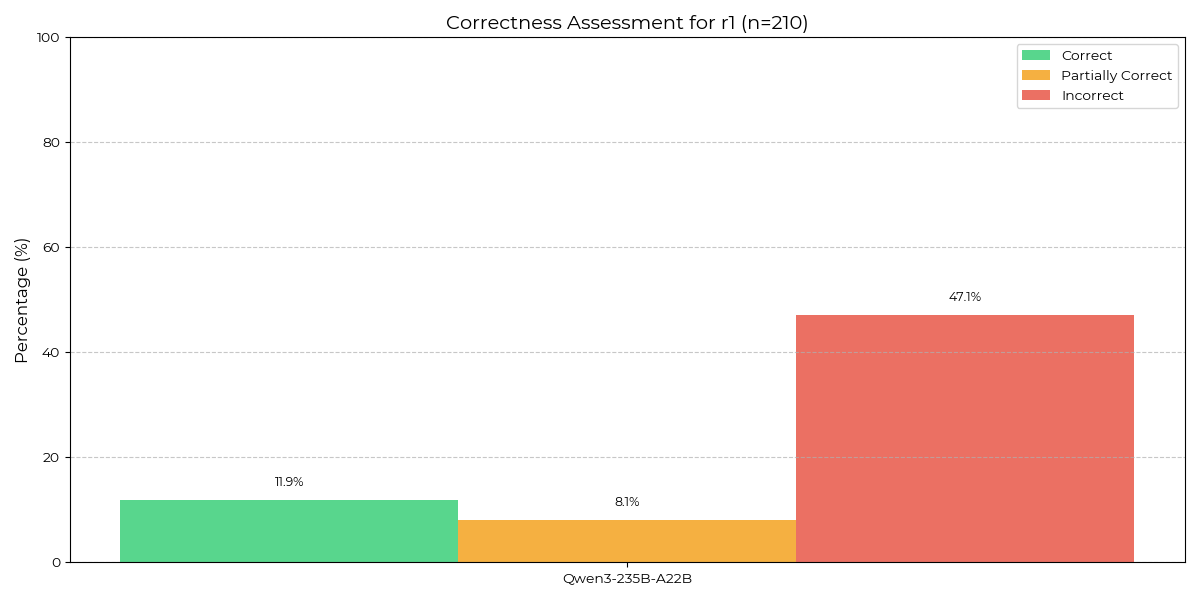 Correctness Assessment for r1 (n=210)
100
80
60
40
20
0
Percentage (%)
Correct
Partially Correct
Incorrect
11.9%
8.1%
47.1%
Qwen3-235B-A22B